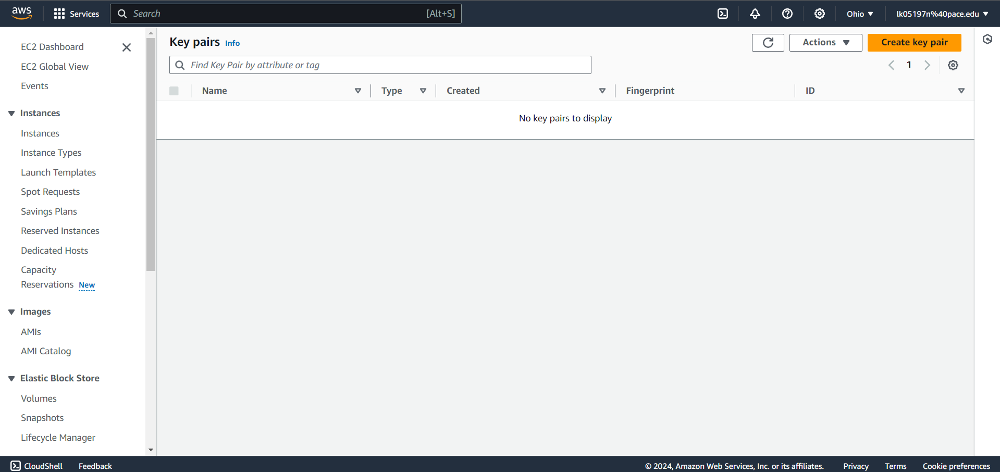 aws
Services
Search [Alt+S]
Ohio
lk05197n%40pace.edu
EC2 Dashboard
EC2 Global View
Events
Instances
Instances
Instance Types
Launch Templates
Spot Requests
Savings Plans
Reserved Instances
Dedicated Hosts
Capacity
Reservations New
Images
AMIs
AMI Catalog
Elastic Block Store
Volumes
Snapshots
Lifecycle Manager
Key pairs Info
Actions
Create key pair
Find Key Pair by attribute or tag
1
Name Type Created Fingerprint ID
No key pairs to display
CloudShell Feedback
© 2024, Amazon Web Services, Inc. or its affiliates. Privacy Terms Cookie preferences